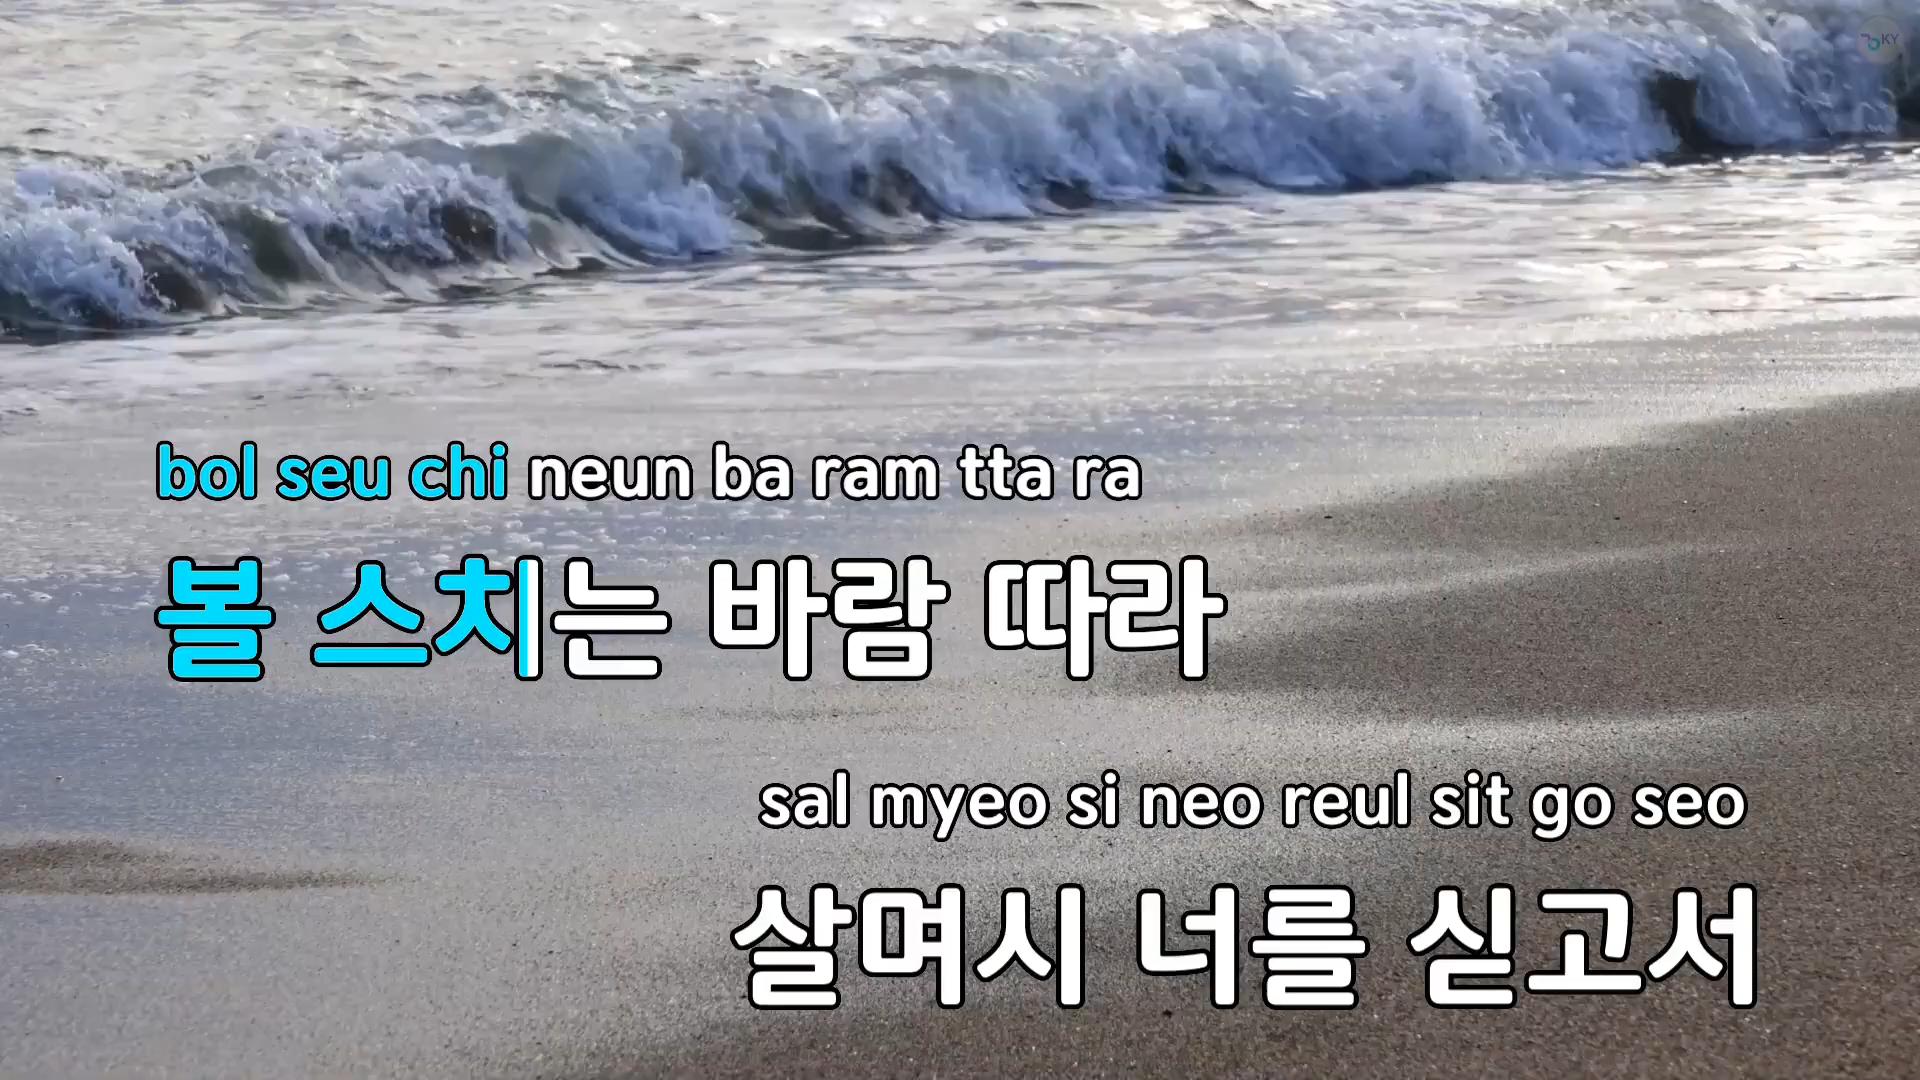 KY
bol seu chi neun ba ram tta ra
볼 스치는 바람 따라
sal myeo si neo reul sit go seo
살며시 너를 싣고서